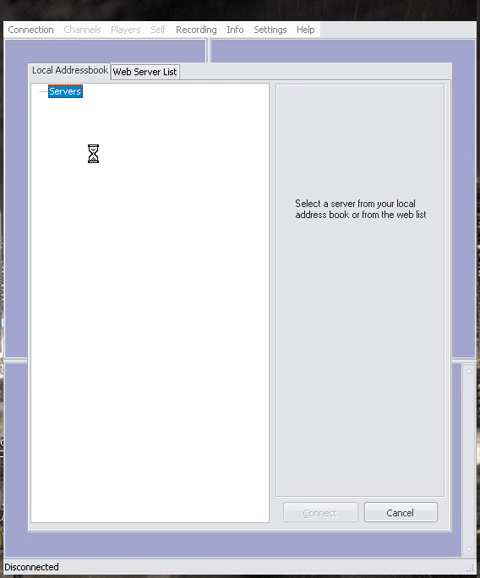 Connection Channels Players Self Recording Info Settings Help
Local Addressbook Web Server List
Servers
Select a server from your local
address book or from the web list
Connect Cancel
Disconnected